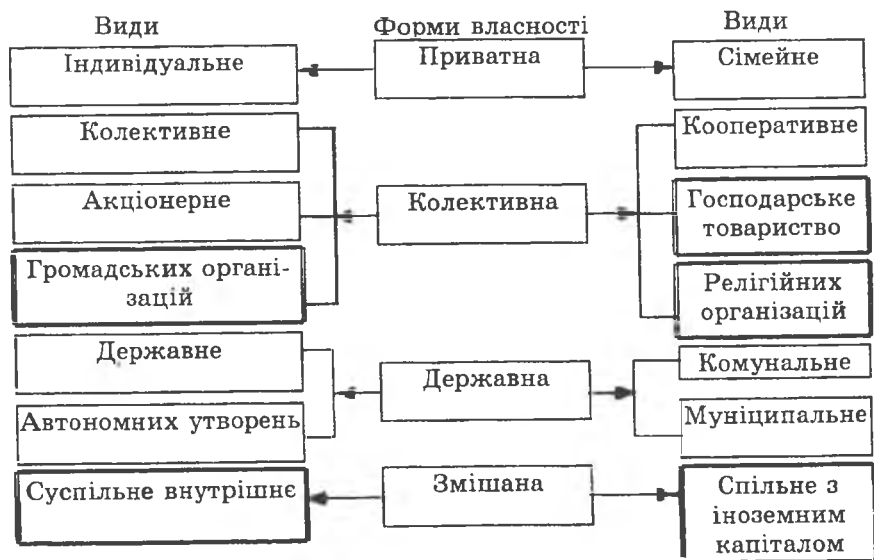 Види Форми власності Види
Індивідуальне Приватна Сімейне
Колективне Кооперативне
Акціонерне Колективна Господарське
товариство
Громадських органі-
зацій
Релігійних
організацій
Державне Державна Комунальне
Автономних утворень Муніципальне
Суспільне внутрішнє Змішана Спільне з
іноземним
капіталом